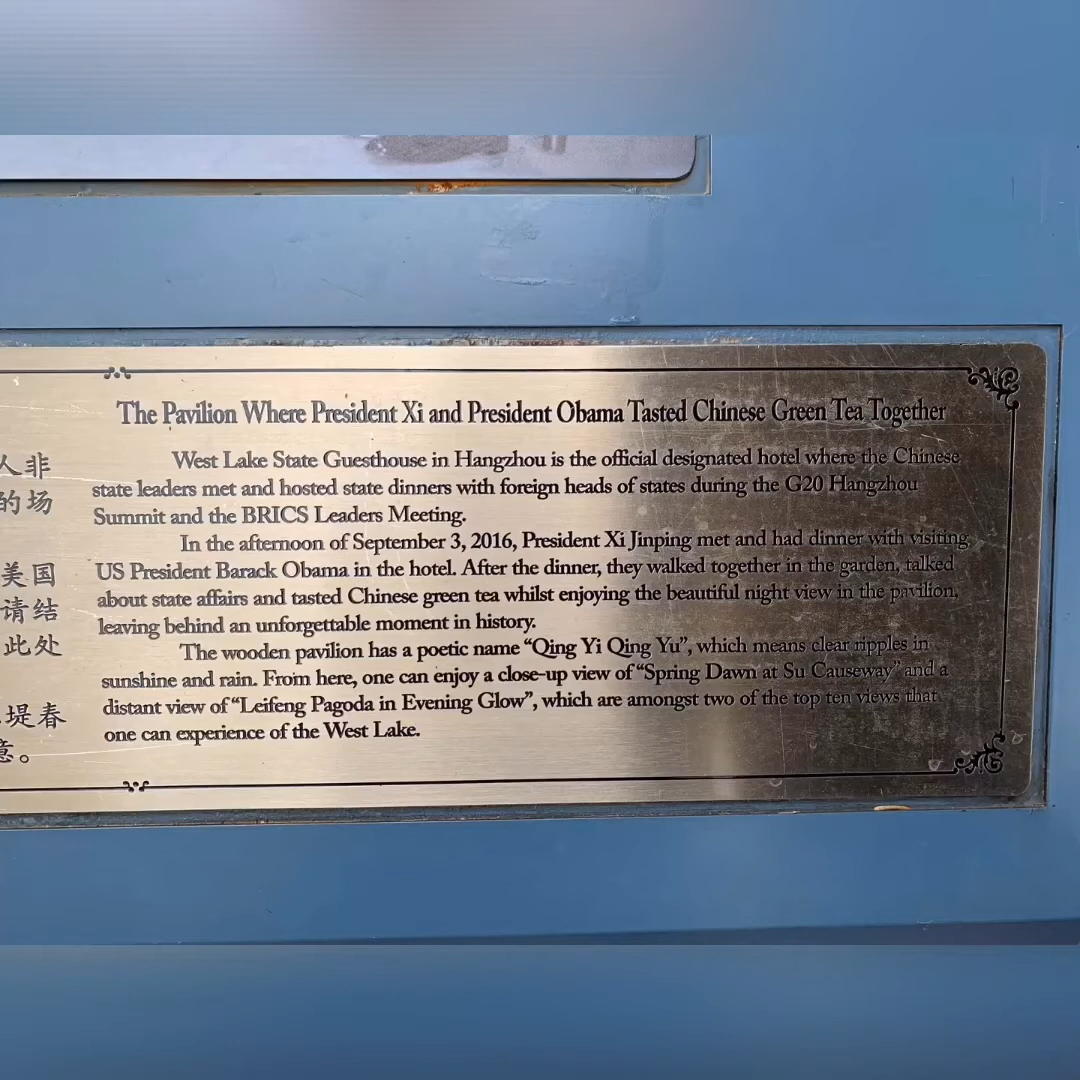 The Pavilion Where President Xi and President Obama Tasted Chinese Green Tea Together
West Lake State Guesthouse in Hangzhou is the official designated hotel where the Chinese
state leaders met and hosted state dinners with foreign heads of states during the G20 Hangzhou
Summit and the BRICS Leaders Meeting.
In the afternoon of September 3, 2016, President Xi Jinping met and had dinner with visiting
US President Barack Obama in the hotel. After the dinner, they walked together in the garden, talked
about state affairs and tasted Chinese green tea whilst enjoying the beautiful night view in the pavilion,
leaving behind an unforgettable moment in history.
The wooden pavilion has a poetic name “Qing Yi Qing Yu”, which means clear ripples in
sunshine and rain. From here, one can enjoy a close-up view of “Spring Dawn at Su Causeway” and a
distant view of “Leifeng Pagoda in Evening Glow”, which are amongst two of the top ten views that
one can experience of the West Lake.
人非
的场
美国
请结
此处
堤春
意。